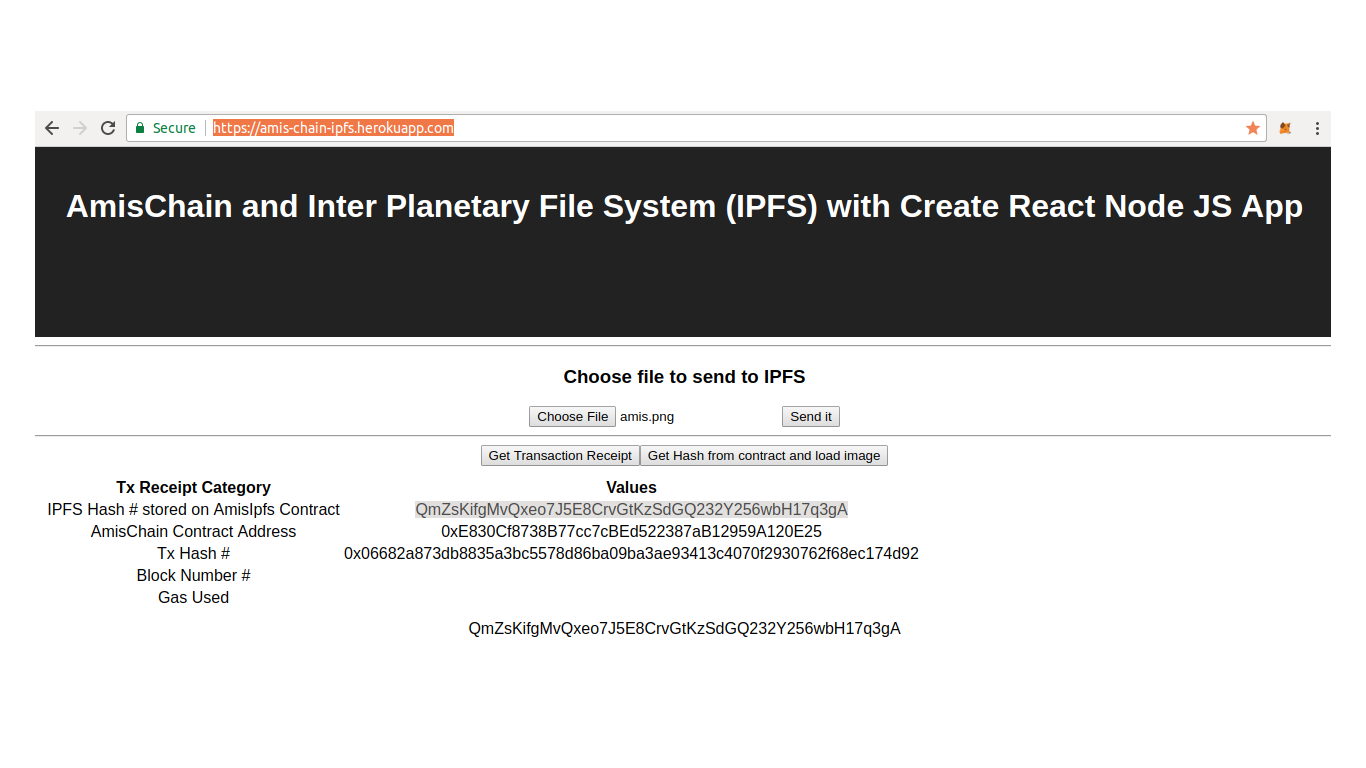 Secure https://amis-chain-ipfs.herokuapp.com
AmisChain and Inter Planetary File System (IPFS) with Create React Node JS App
Choose file to send to IPFS
Choose File amis.png Send it
Get Transaction Receipt Get Hash from contract and load image
Tx Receipt Category Values
IPFS Hash # stored on AmisIpfs Contract QmZsKifgMvQxeo7J5E8CrvGtKzSdGQ232Y256wbH17q3gA
AmisChain Contract Address 0xE830Cf8738B77cc7cBEd522387aB12959A120E25
Tx Hash # 0x06682a873db8835a3bc5578d86ba09ba3ae93413c4070f2930762f68ec174d92
Block Number #
Gas Used
QmZsKifgMvQxeo7J5E8CrvGtKzSdGQ232Y256wbH17q3gA